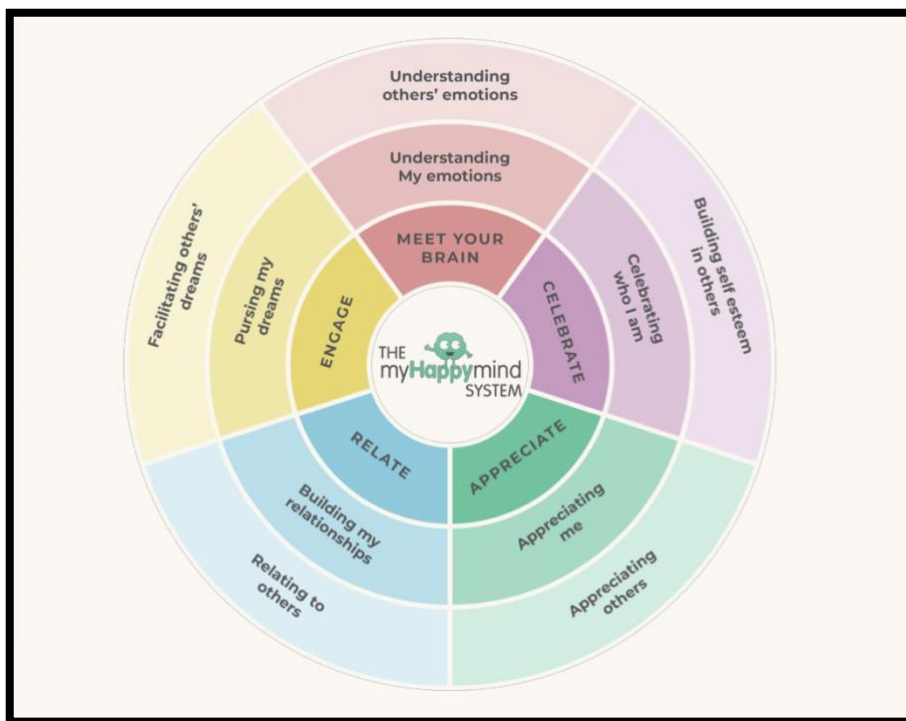 Understanding
others' emotions
Understanding
My emotions
MEET YOUR
BRAIN
CELEBRATE
Celebrating
who I am
Building self esteem
in others
APPRECIATE
Appreciating
me
Appreciating
others
RELATE
Building my
relationships
Relating to
others
ENGAGE
Pursing my
dreams
Facilitating others'
dreams
THE
myHappymind
SYSTEM